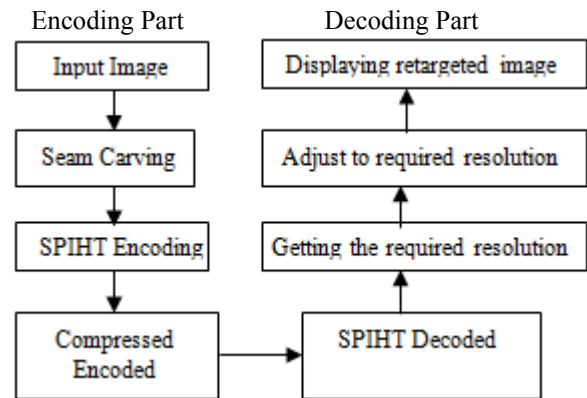 Encoding Part
Decoding Part
Input Image
Displaying retargeted image
Seam Carving
Adjust to required resolution
SPIHT Encoding
Getting the required resolution
Compressed
Encoded
SPIHT Decoded